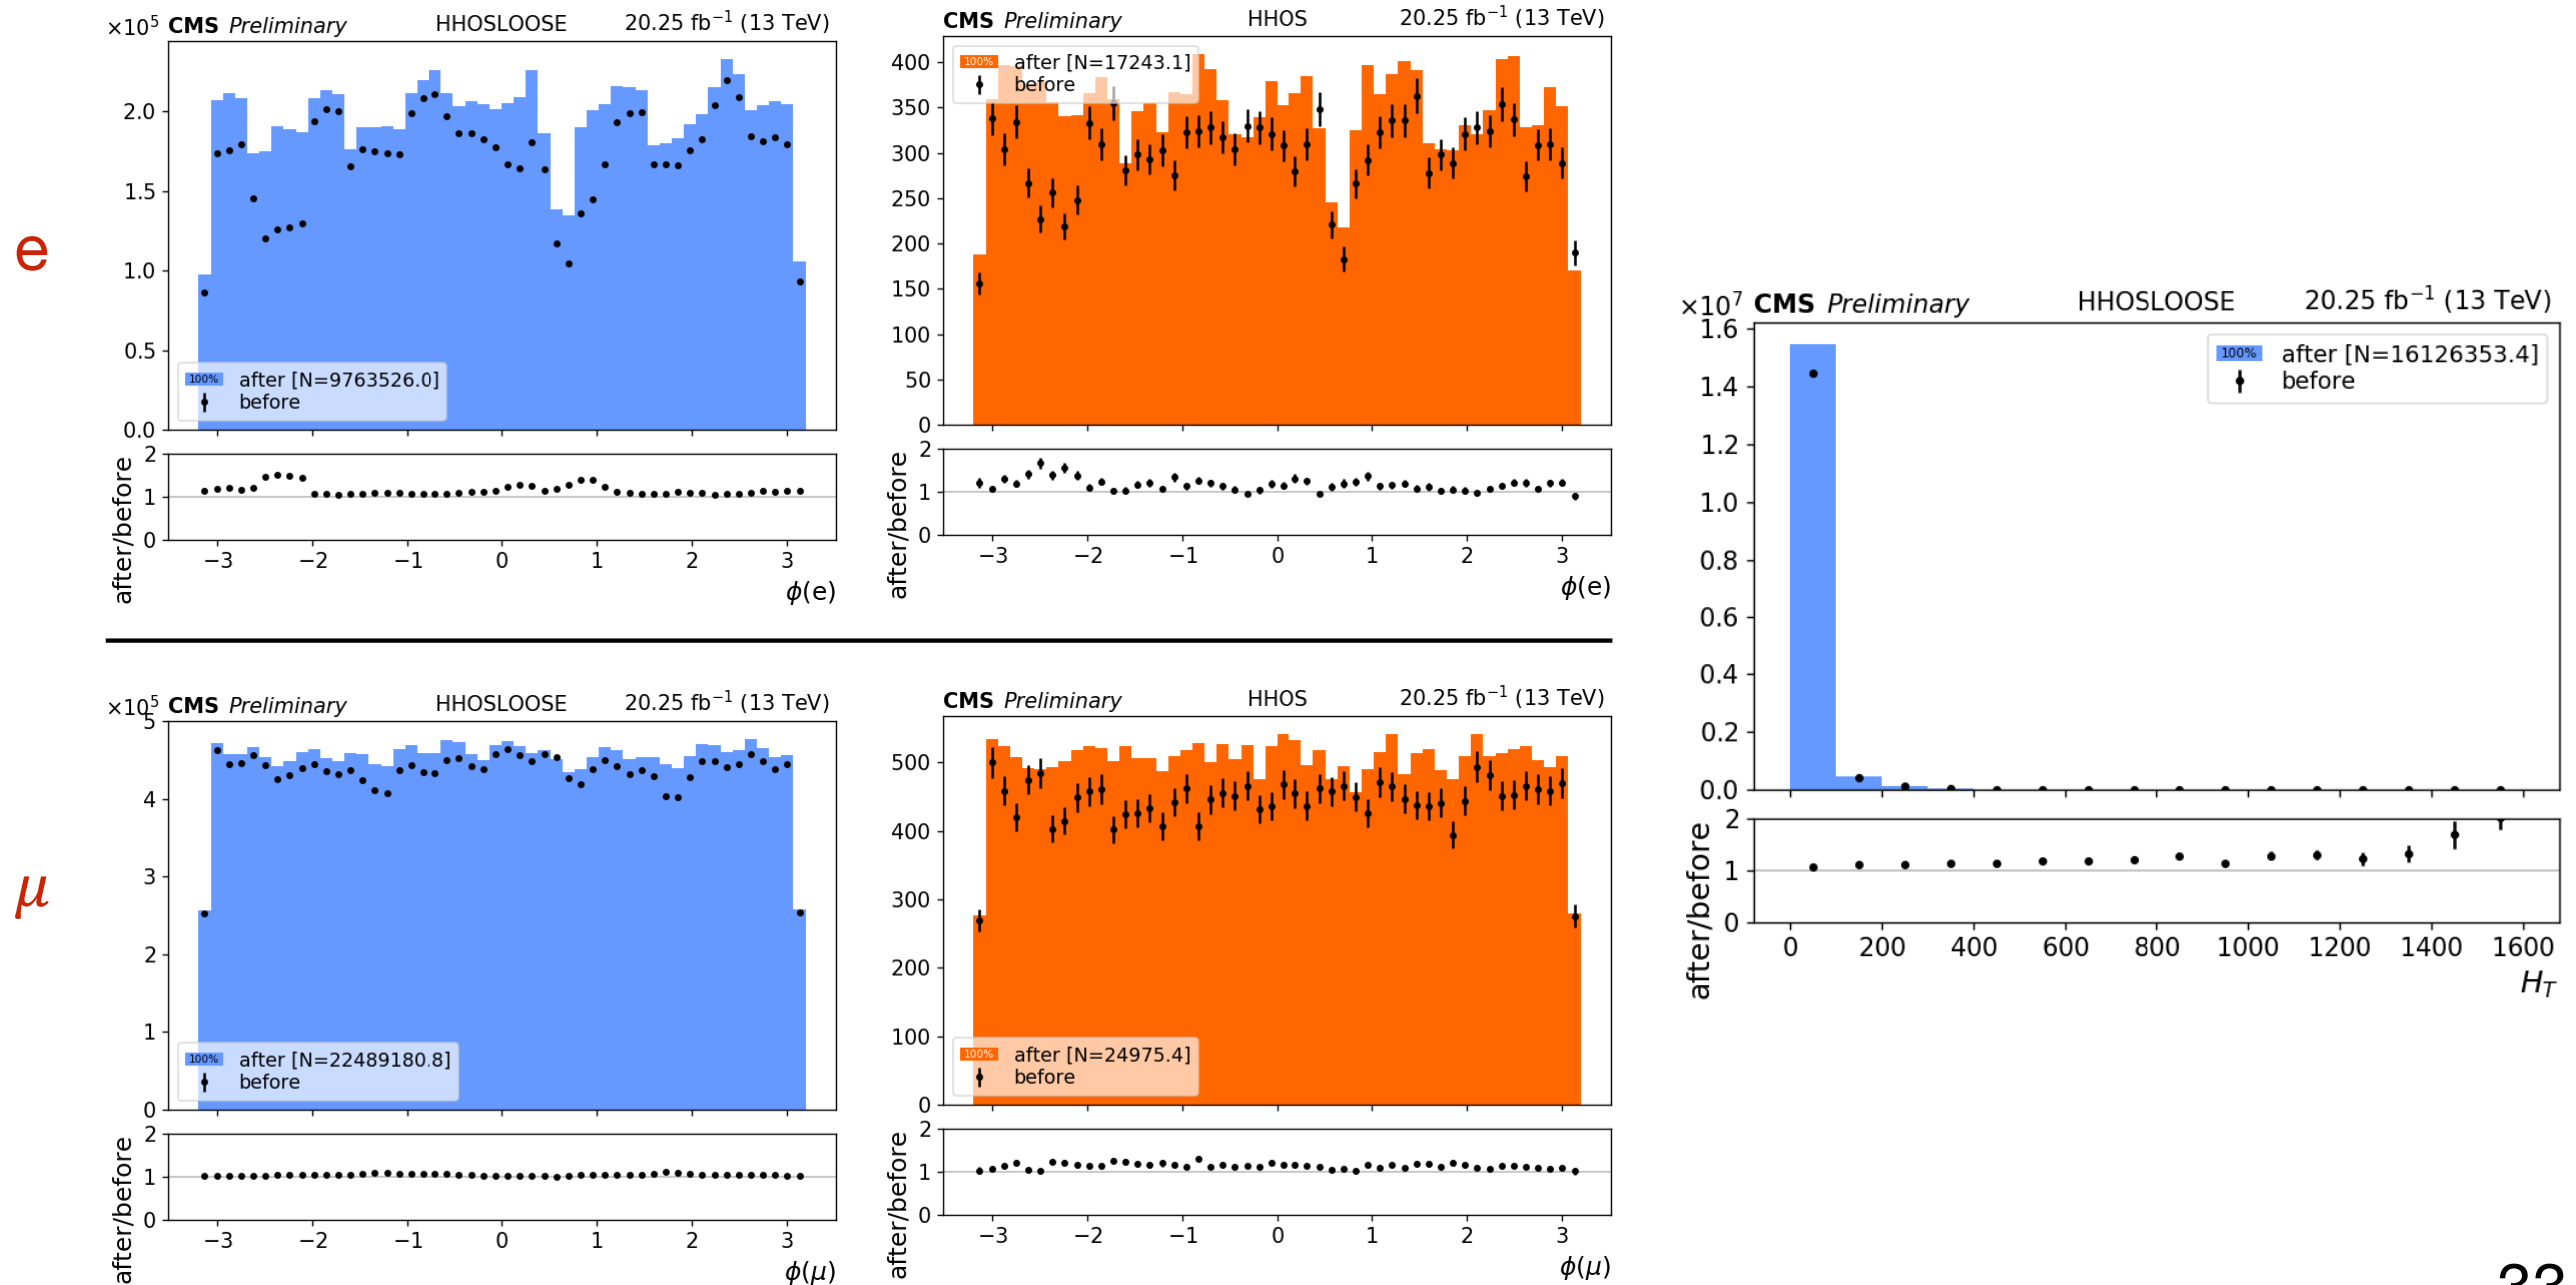 e
×10⁵ CMS Preliminary HHOSLOOSE 20.25 fb⁻¹ (13 TeV)
2.0
1.5
1.0
0.5
0.0
100% after [N=9763526.0]
before
after/before
2
1
0
−3 −2 −1 0 1 2 3
ϕ(e)
CMS Preliminary HHOS 20.25 fb⁻¹ (13 TeV)
400
350
300
250
200
150
100
50
0
100% after [N=17243.1]
before
after/before
2
1
0
−3 −2 −1 0 1 2 3
ϕ(e)
μ
×10⁵ CMS Preliminary HHOSLOOSE 20.25 fb⁻¹ (13 TeV)
5
4
3
2
1
0
100% after [N=22489180.8]
before
after/before
2
1
0
−3 −2 −1 0 1 2 3
ϕ(μ)
CMS Preliminary HHOS 20.25 fb⁻¹ (13 TeV)
500
400
300
200
100
0
100% after [N=24975.4]
before
after/before
2
1
0
−3 −2 −1 0 1 2 3
ϕ(μ)
×10⁷ CMS Preliminary HHOSLOOSE 20.25 fb⁻¹ (13 TeV)
1.6
1.4
1.2
1.0
0.8
0.6
0.4
0.2
0.0
100% after [N=16126353.4]
before
after/before
2
1
0
0 200 400 600 800 1000 1200 1400 1600
H_T